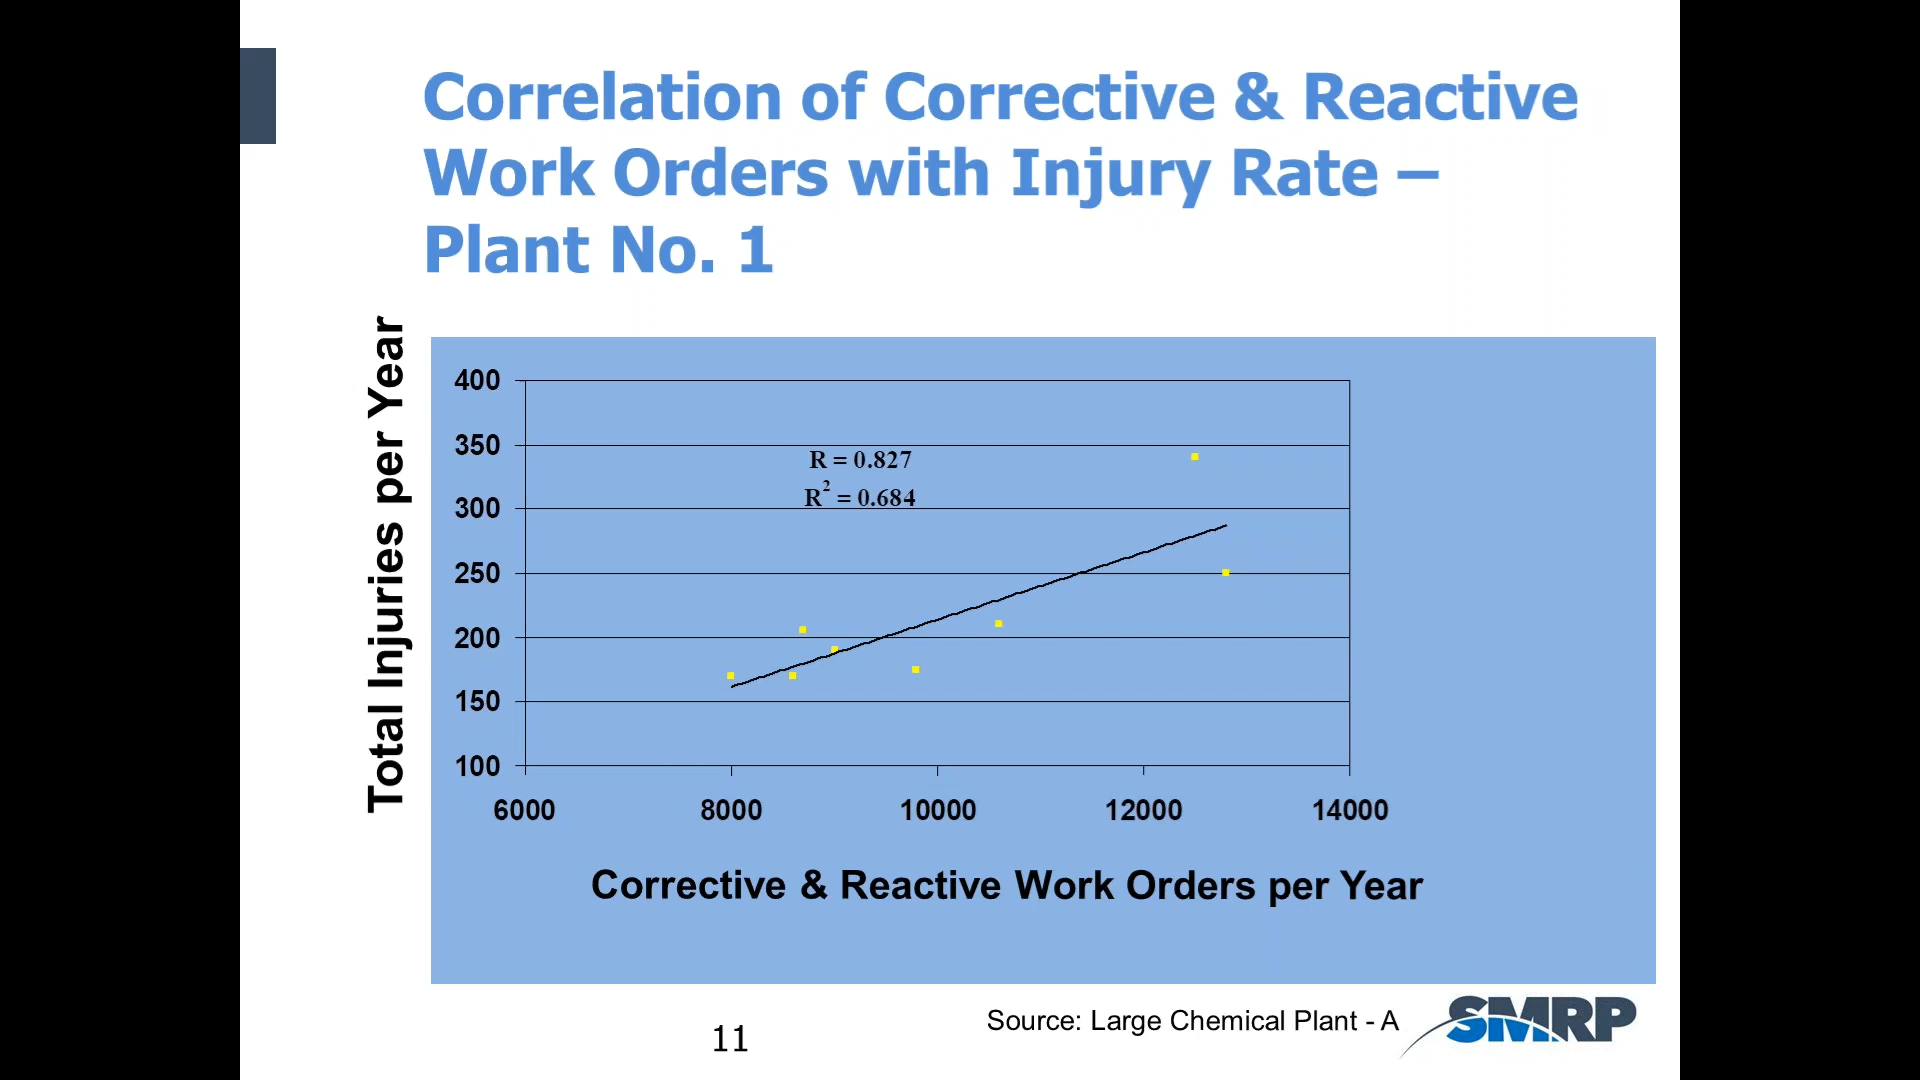 Correlation of Corrective & Reactive
Work Orders with Injury Rate –
Plant No. 1
Total Injuries per Year
400
350
R = 0.827
R² = 0.684
300
250
200
150
100
6000 8000 10000 12000 14000
Corrective & Reactive Work Orders per Year
Source: Large Chemical Plant - A
SMRP
11